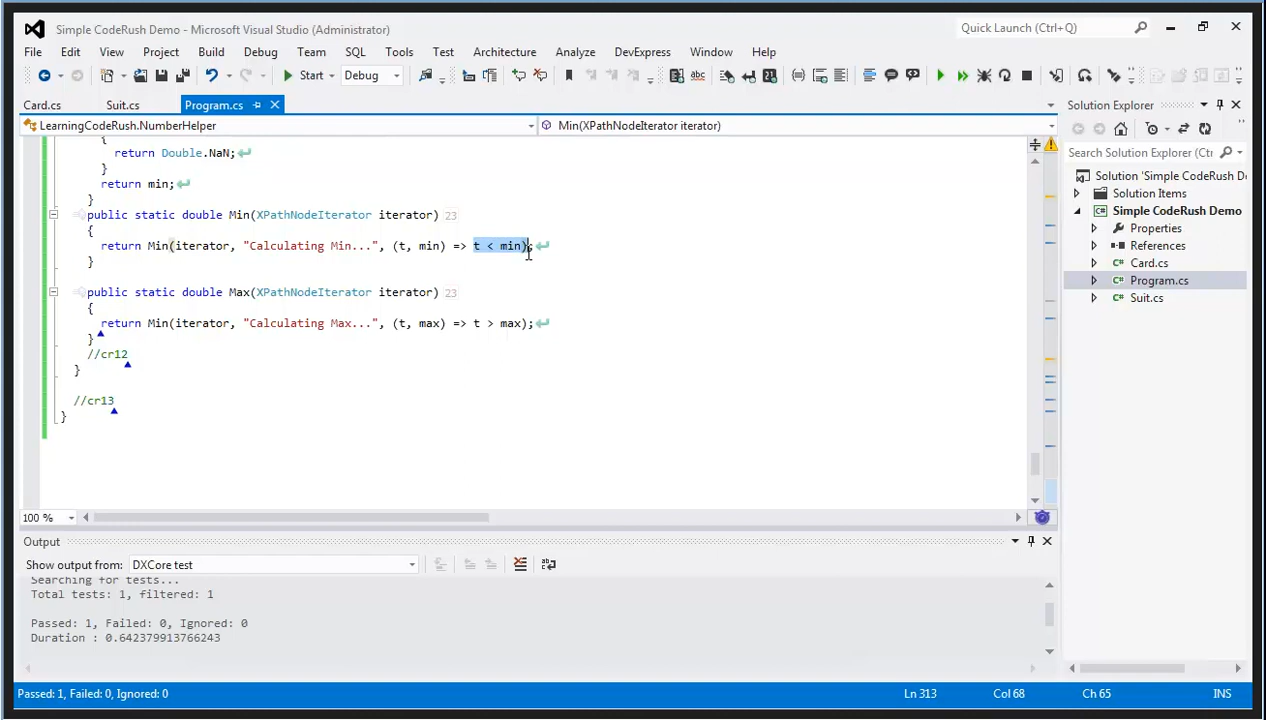 Simple CodeRush Demo - Microsoft Visual Studio (Administrator)
Quick Launch (Ctrl+Q)
File Edit View Project Build Debug Team SQL Tools Test Architecture Analyze DevExpress Window Help
Start Debug abc
Card.cs Suit.cs Program.cs
Solution Explorer
LearningCodeRush.NumberHelper
Min(XPathNodeIterator iterator)
{
return Double.NaN;
}
return min;
}
public static double Min(XPathNodeIterator iterator) 23
{
return Min(iterator, "Calculating Min...", (t, min) => t < min);
}
public static double Max(XPathNodeIterator iterator) 23
{
return Min(iterator, "Calculating Max...", (t, max) => t > max);
}
//cr12
}
//cr13
}
Search Solution Explorer (Ctrl
Solution 'Simple CodeRush De
Solution Items
Simple CodeRush Demo
Properties
References
Card.cs
Program.cs
Suit.cs
100 %
Output
Show output from: DXCore test
Searching for tests...
Total tests: 1, filtered: 1
Passed: 1, Failed: 0, Ignored: 0
Duration : 0.642379913766243
Passed: 1, Failed: 0, Ignored: 0
Ln 313 Col 68 Ch 65 INS